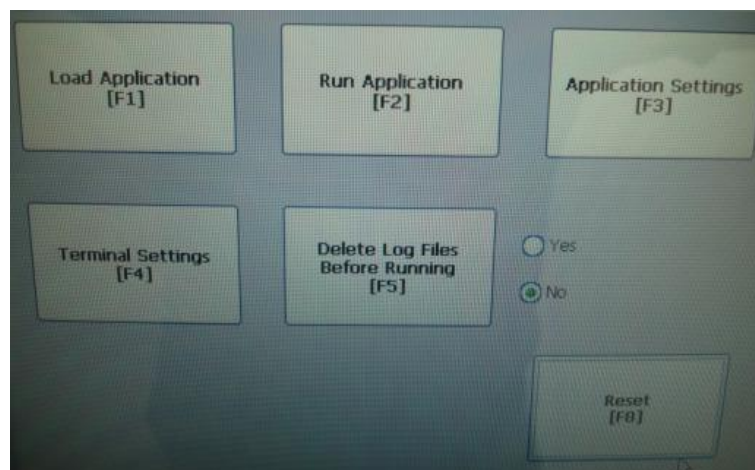 Load Application
[F1]
Run Application
[F2]
Application Settings
[F3]
Terminal Settings
[F4]
Delete Log Files
Before Running
[F5]
Yes
No
Reset
[F8]